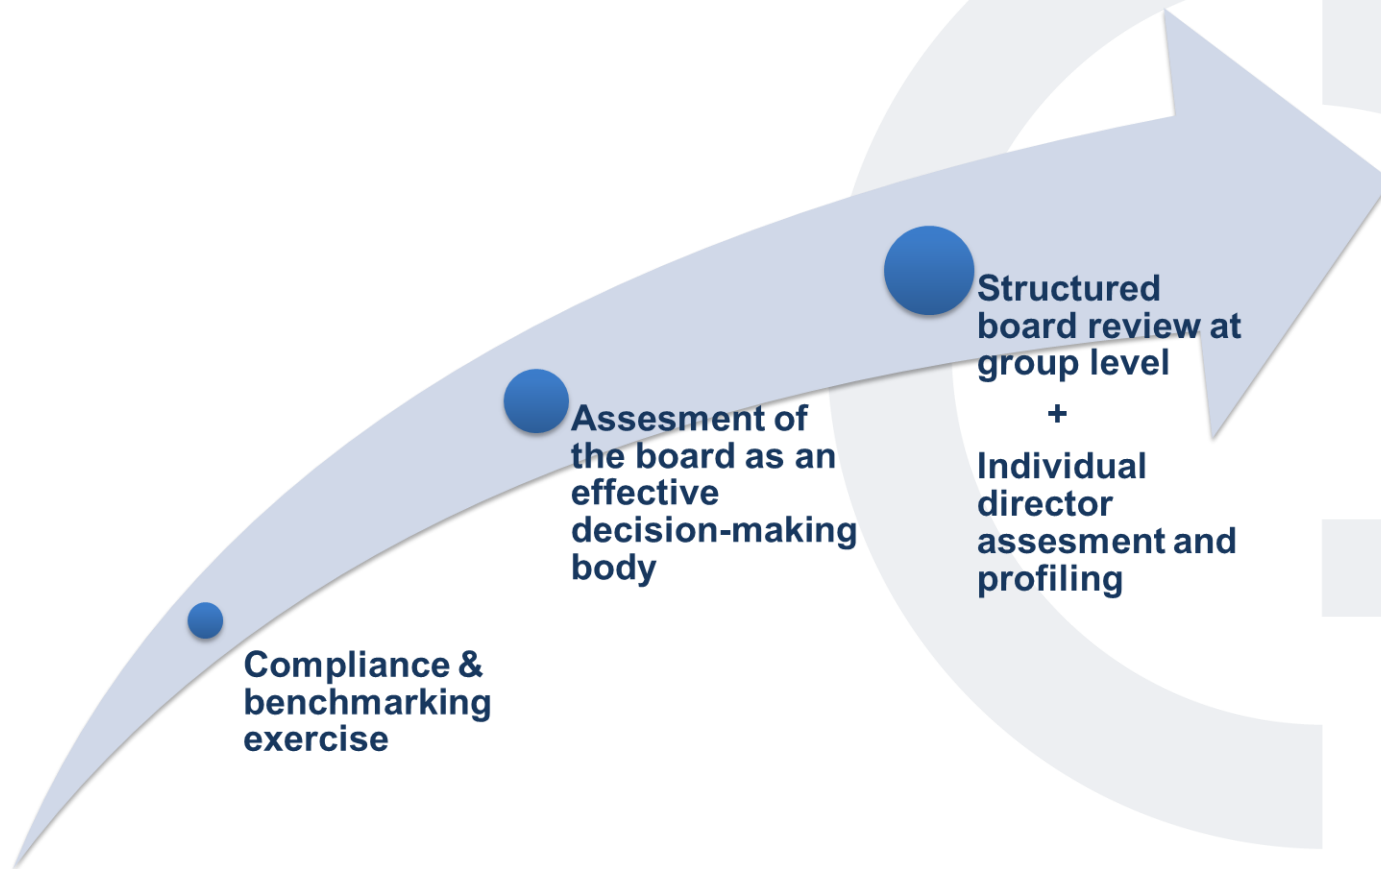 Structured
board review at
group level
+
Individual
director
assesment and
profiling
Assesment of
the board as an
effective
decision-making
body
Compliance &
benchmarking
exercise